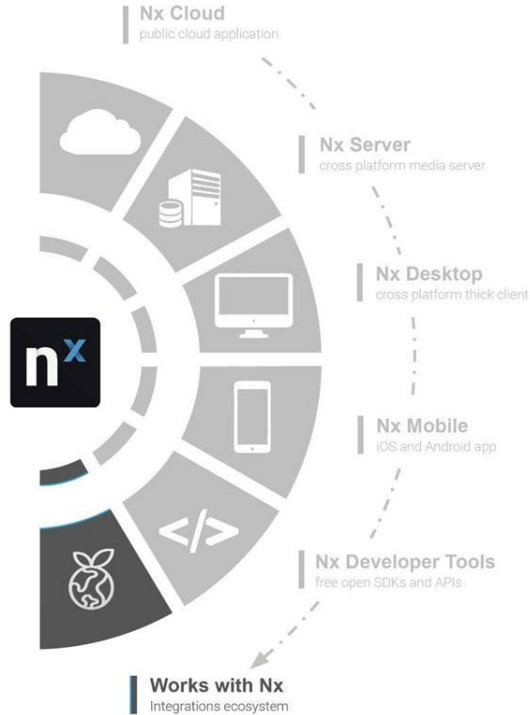 Nx Cloud
public cloud application
Nx Server
cross platform media server
Nx Desktop
cross platform thick client
nx
Nx Mobile
iOS and Android app
</>
Nx Developer Tools
free open SDKs and APIs
Works with Nx
Integrations ecosystem